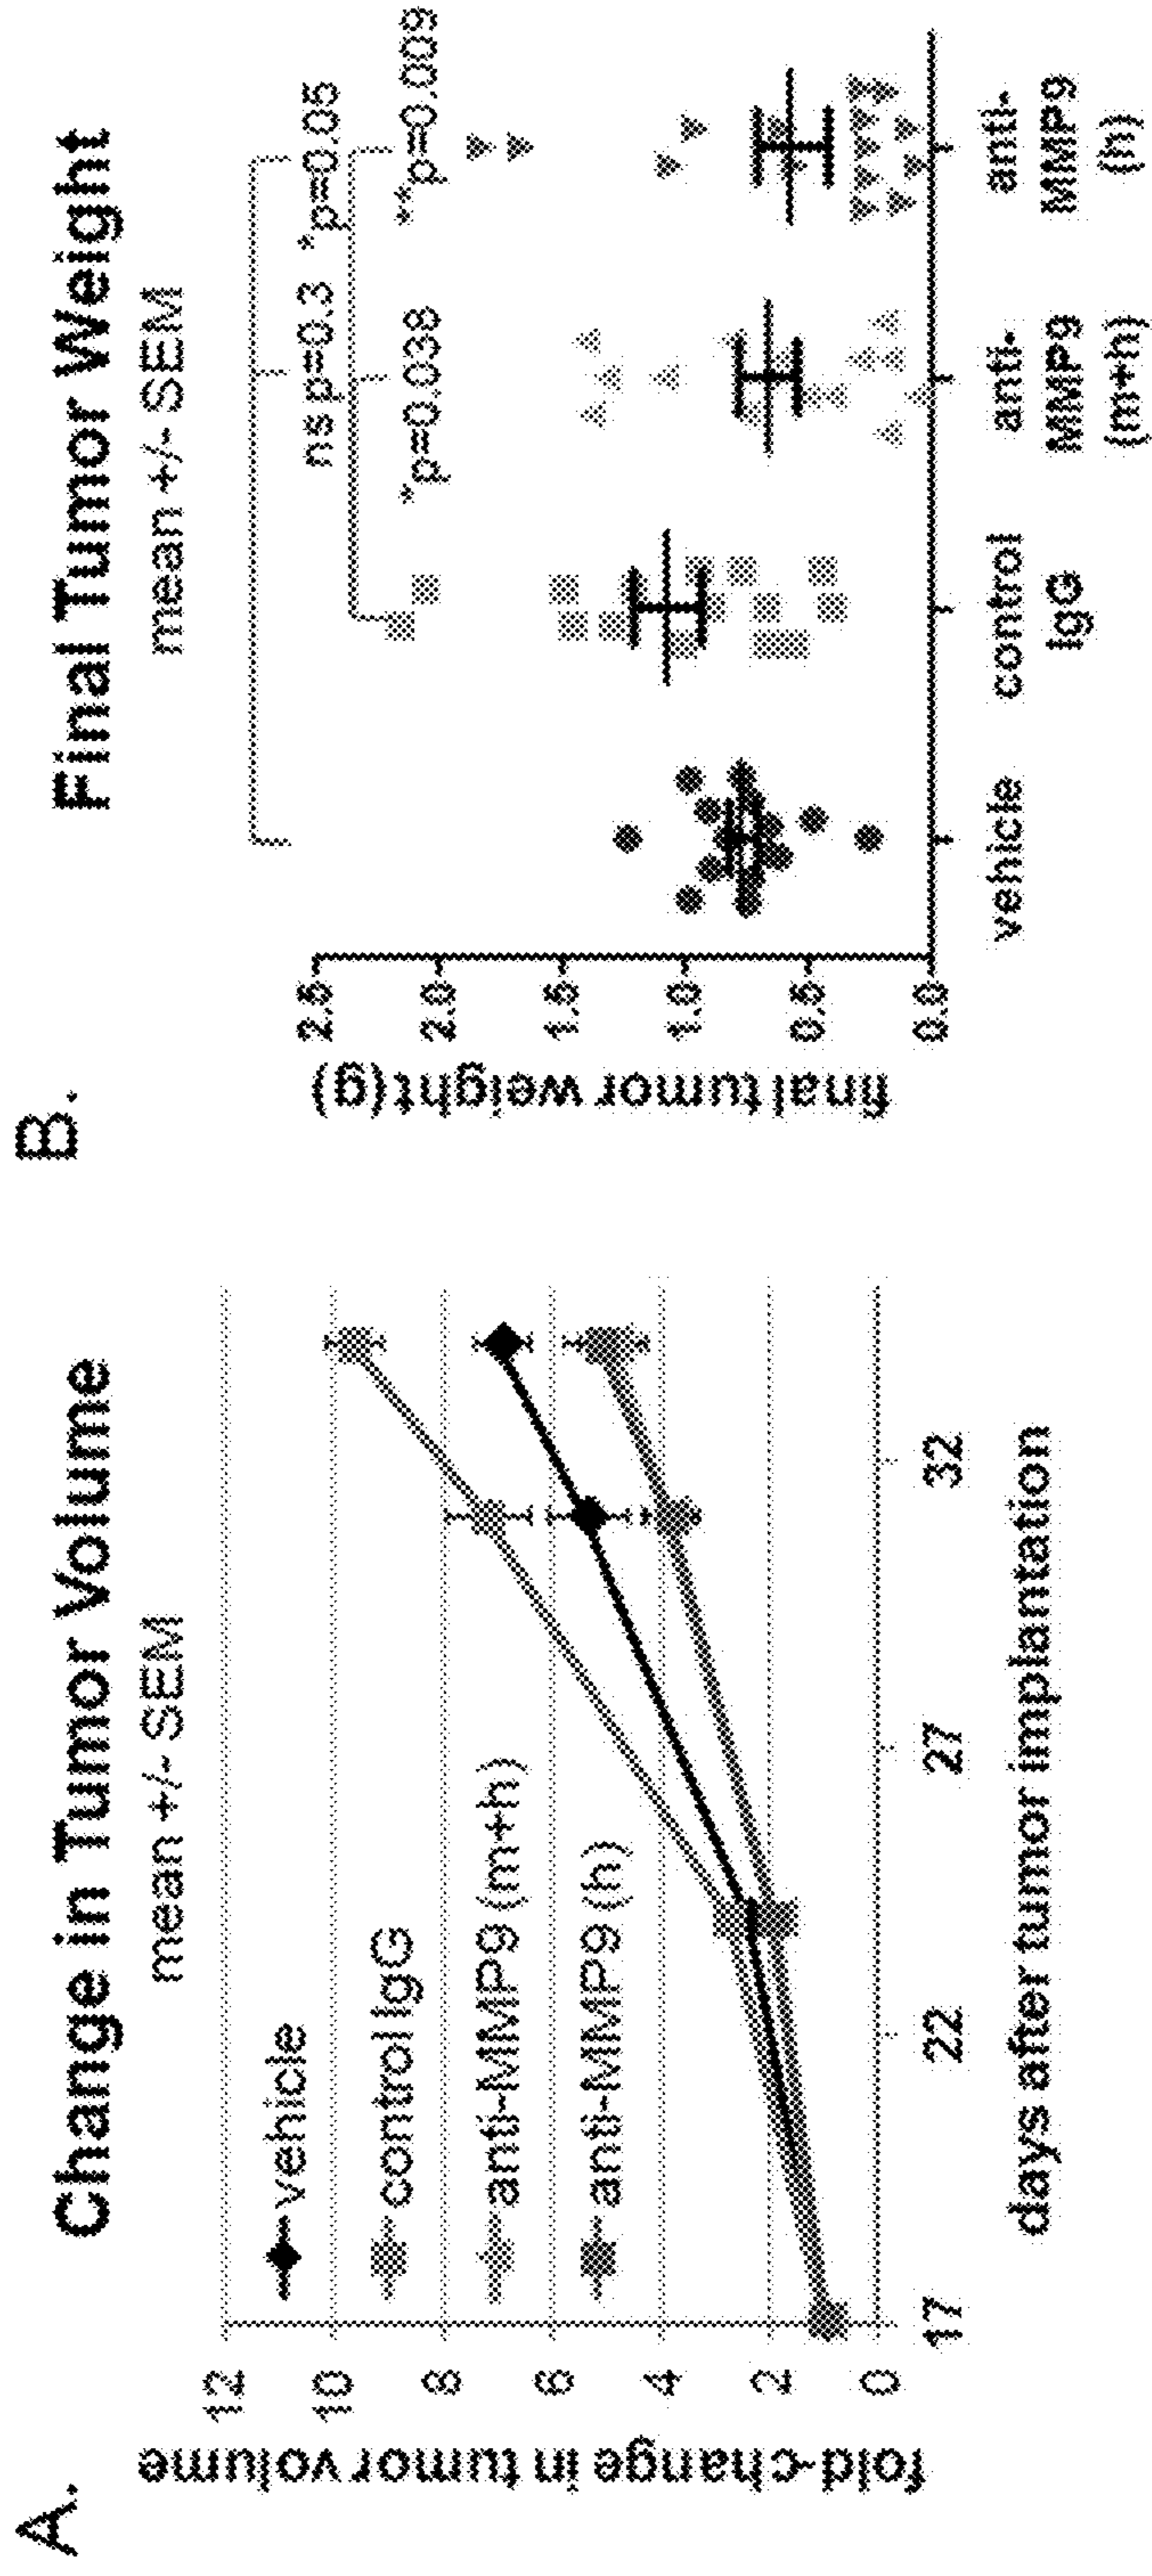 A.
Change in Tumor Volume
mean +/- SEM
fold-change in tumor volume
12
10
8
6
4
2
0
vehicle
control IgG
anti-MMP9 (m+h)
anti-MMP9 (h)
17
22
27
32
days after tumor implantation
B.
Final Tumor Weight
mean +/- SEM
final tumor weight (g)
2.5
2.0
1.5
1.0
0.5
0.0
ns p=0.3
*p=0.05
*p=0.038
**p=0.009
vehicle
control
IgG
anti-
MMP9
(m+h)
anti-
MMP9
(h)